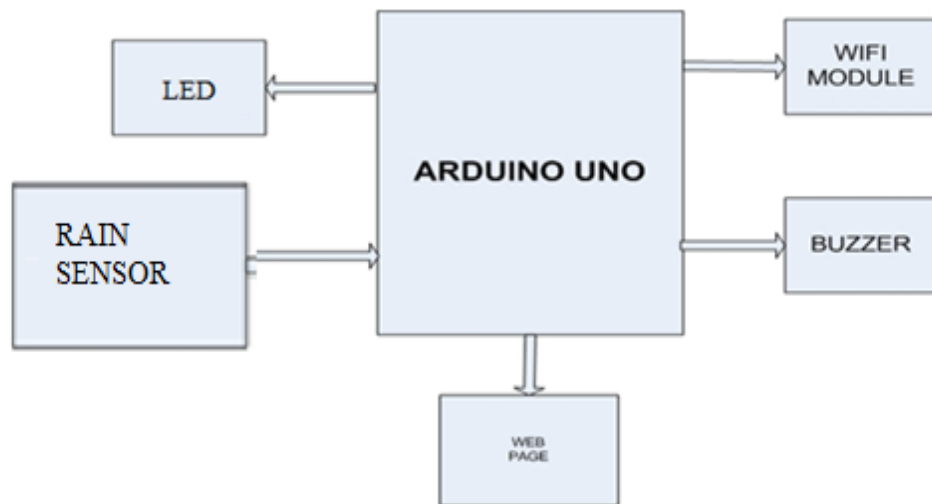 LED
WIFI
MODULE
ARDUINO UNO
RAIN
SENSOR
BUZZER
WEB
PAGE